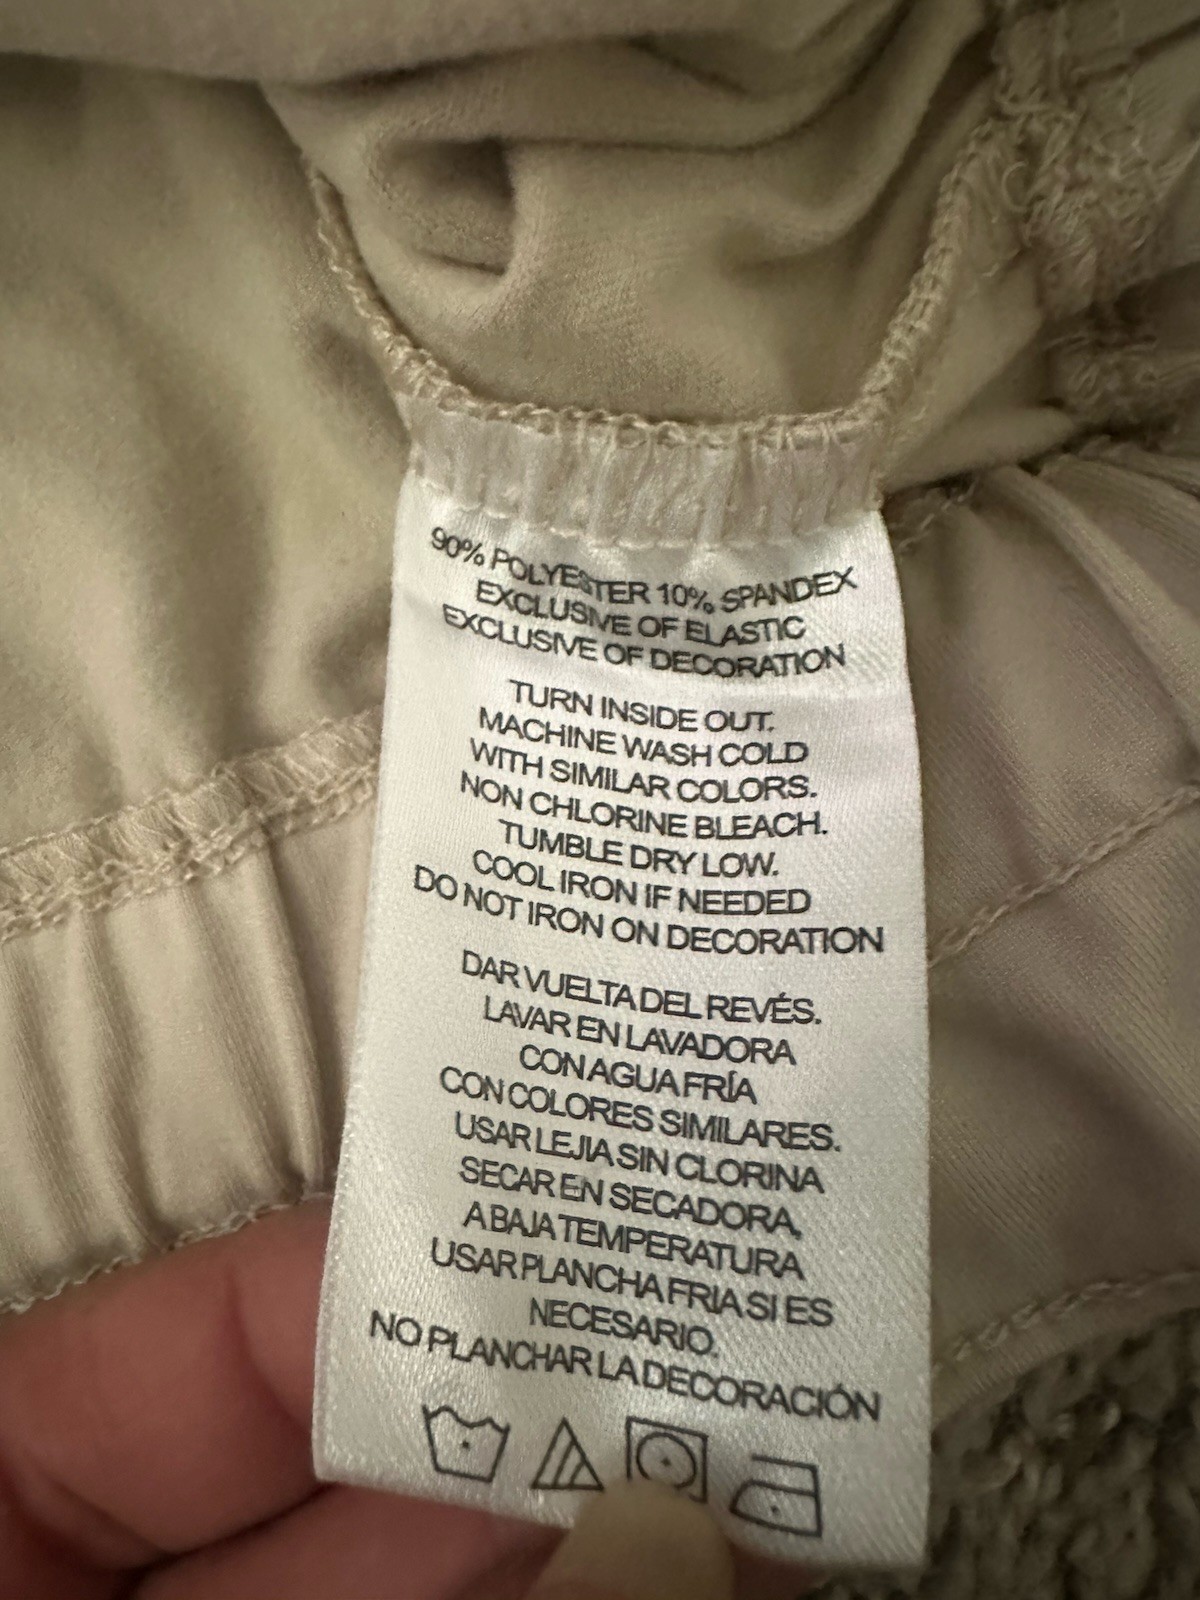 90% POLYESTER 10% SPANDEX
EXCLUSIVE OF ELASTIC
EXCLUSIVE OF DECORATION
TURN INSIDE OUT.
MACHINE WASH COLD
WITH SIMILAR COLORS.
NON CHLORINE BLEACH.
TUMBLE DRY LOW.
COOL IRON IF NEEDED
DO NOT IRON ON DECORATION
DAR VUELTA DEL REVÉS.
LAVAR EN LAVADORA
CON AGUA FRÍA
CON COLORES SIMILARES.
USAR LEJIA SIN CLORINA
SECAR EN SECADORA,
A BAJA TEMPERATURA
USAR PLANCHA FRIA SI ES
NECESARIO.
NO PLANCHAR LA DECORACIÓN